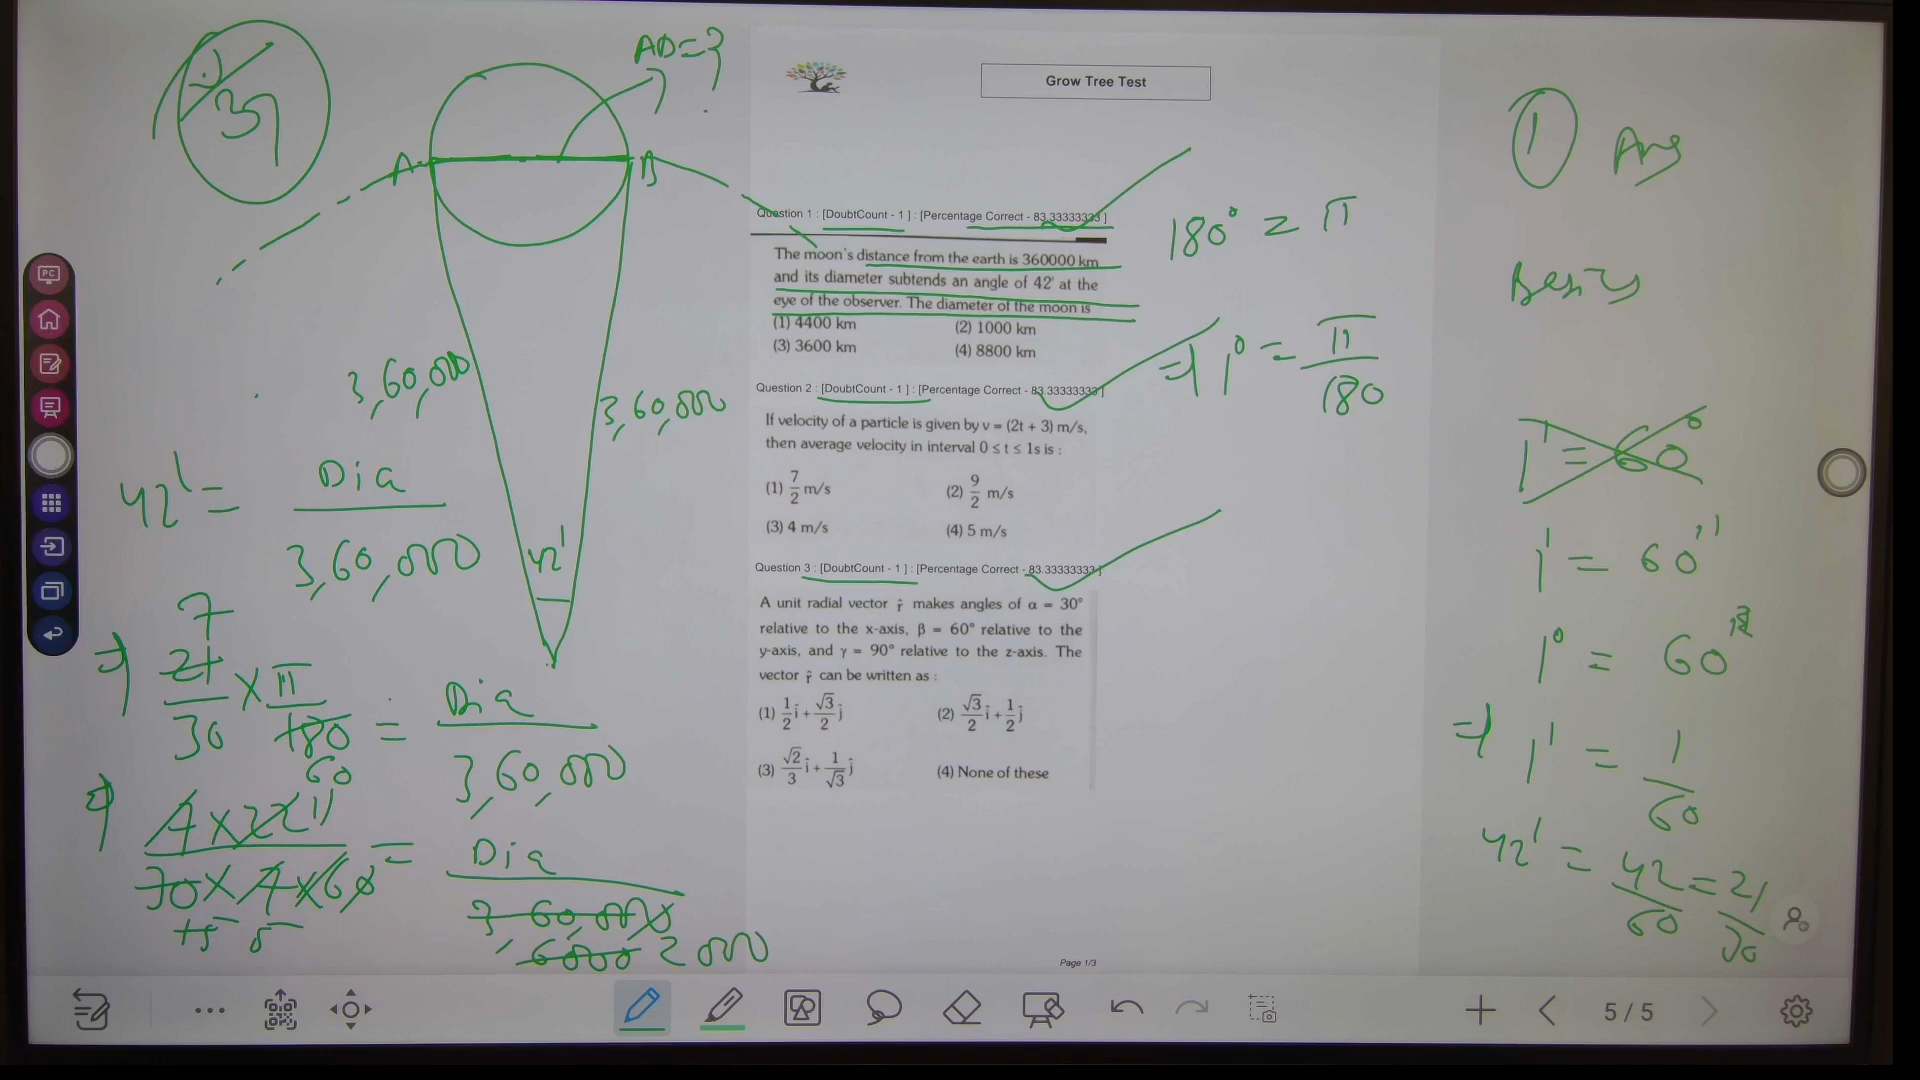 39
AB=?
A
B
3,60,000
3,60,000
42'
42' = Dia / 3,60,000
7
21/30 × π/180 = Dia / 3,60,000
60
7×22 11
30×7×60 = Dia / 3,60,000
15 5
6000 2000
Grow Tree Test
Question 1 : [DoubtCount - 1 ] : [Percentage Correct - 83.33333333 ]
The moon's distance from the earth is 360000 km
and its diameter subtends an angle of 42' at the
eye of the observer. The diameter of the moon is
(1) 4400 km (2) 1000 km
(3) 3600 km (4) 8800 km
Question 2 : [DoubtCount - 1 ] : [Percentage Correct - 83.33333333 ]
If velocity of a particle is given by v = (2t + 3) m/s,
then average velocity in interval 0 ≤ t ≤ 1s is :
(1) 7/2 m/s (2) 9/2 m/s
(3) 4 m/s (4) 5 m/s
Question 3 : [DoubtCount - 1 ] : [Percentage Correct - 83.33333333 ]
A unit radial vector r̂ makes angles of α = 30°
relative to the x-axis, β = 60° relative to the
y-axis, and γ = 90° relative to the z-axis. The
vector r̂ can be written as :
(1) 1/2 î + √3/2 ĵ (2) √3/2 î + 1/2 ĵ
(3) √2/3 î + 1/√3 ĵ (4) None of these
Page 1/3
180° = π
⇒ 1° = π/180
1 Ans
1' = 60°
1' = 60''
1° = 60'
⇒ 1' = 1/60
42' = 42/60 = 21/30
PC
5 / 5